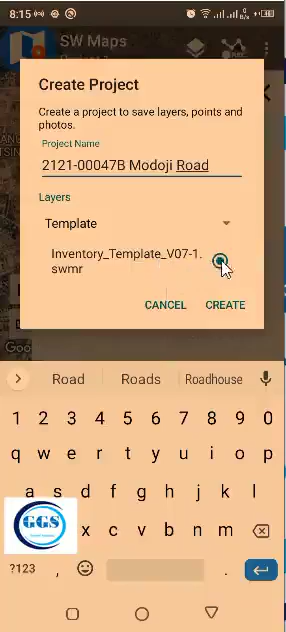 8:15
SW Maps
Create Project
Create a project to save layers, points and
photos.
Project Name
2121-00047B Modoji Road
Layers
Template
Inventory_Template_V07-1.
swmr
CANCEL CREATE
Road Roads Roadhouse
1 2 3 4 5 6 7 8 9 0
q w e r t y u i o p
a s d f g h j k l
GGS x c v b n m
?123 , .